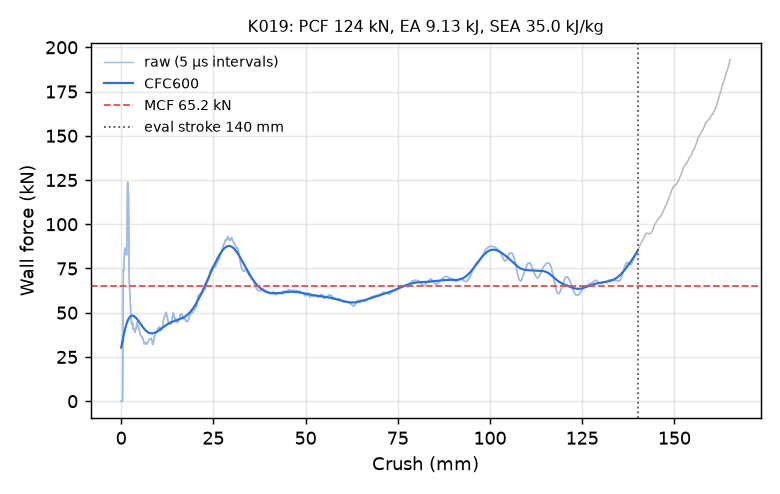 K019: PCF 124 kN, EA 9.13 kJ, SEA 35.0 kJ/kg
raw (5 µs intervals)
CFC600
MCF 65.2 kN
eval stroke 140 mm
Wall force (kN)
200
175
150
125
100
75
50
25
0
0 25 50 75 100 125 150
Crush (mm)